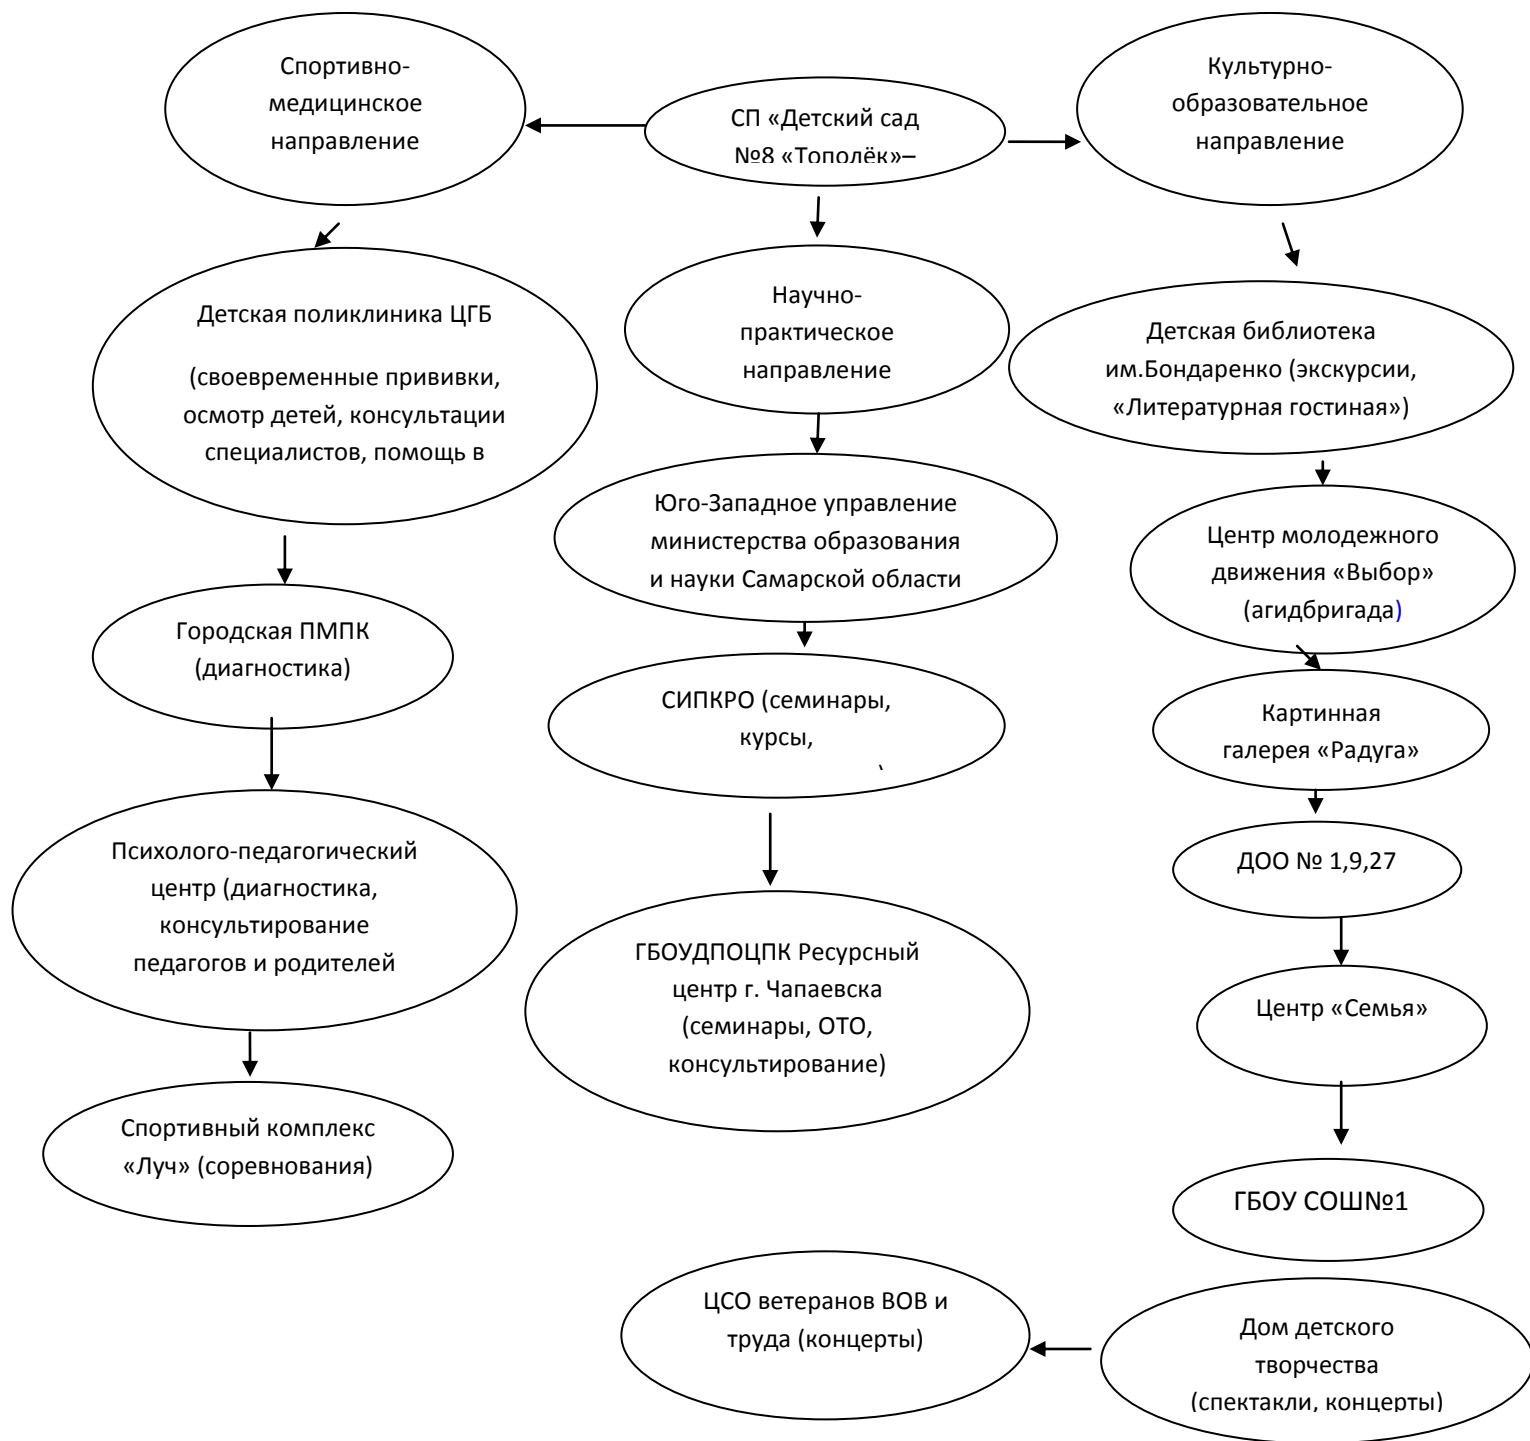 Спортивно-
медицинское
направление
СП «Детский сад
№8 «Тополёк»–
Культурно-
образовательное
направление
Детская поликлиника ЦГБ
(своевременные прививки,
осмотр детей, консультации
специалистов, помощь в
Научно-
практическое
направление
Детская библиотека
им.Бондаренко (экскурсии,
«Литературная гостиная»)
Юго-Западное управление
министерства образования
и науки Самарской области
Центр молодежного
движения «Выбор»
(агидбригада)
Городская ПМПК
(диагностика)
СИПКРО (семинары,
курсы,
Картинная
галерея «Радуга»
Психолого-педагогический
центр (диагностика,
консультирование
педагогов и родителей
ДОО № 1,9,27
ГБОУДПОЦПК Ресурсный
центр г. Чапаевска
(семинары, ОТО,
консультирование)
Центр «Семья»
Спортивный комплекс
«Луч» (соревнования)
ГБОУ СОШ№1
ЦСО ветеранов ВОВ и
труда (концерты)
Дом детского
творчества
(спектакли, концерты)